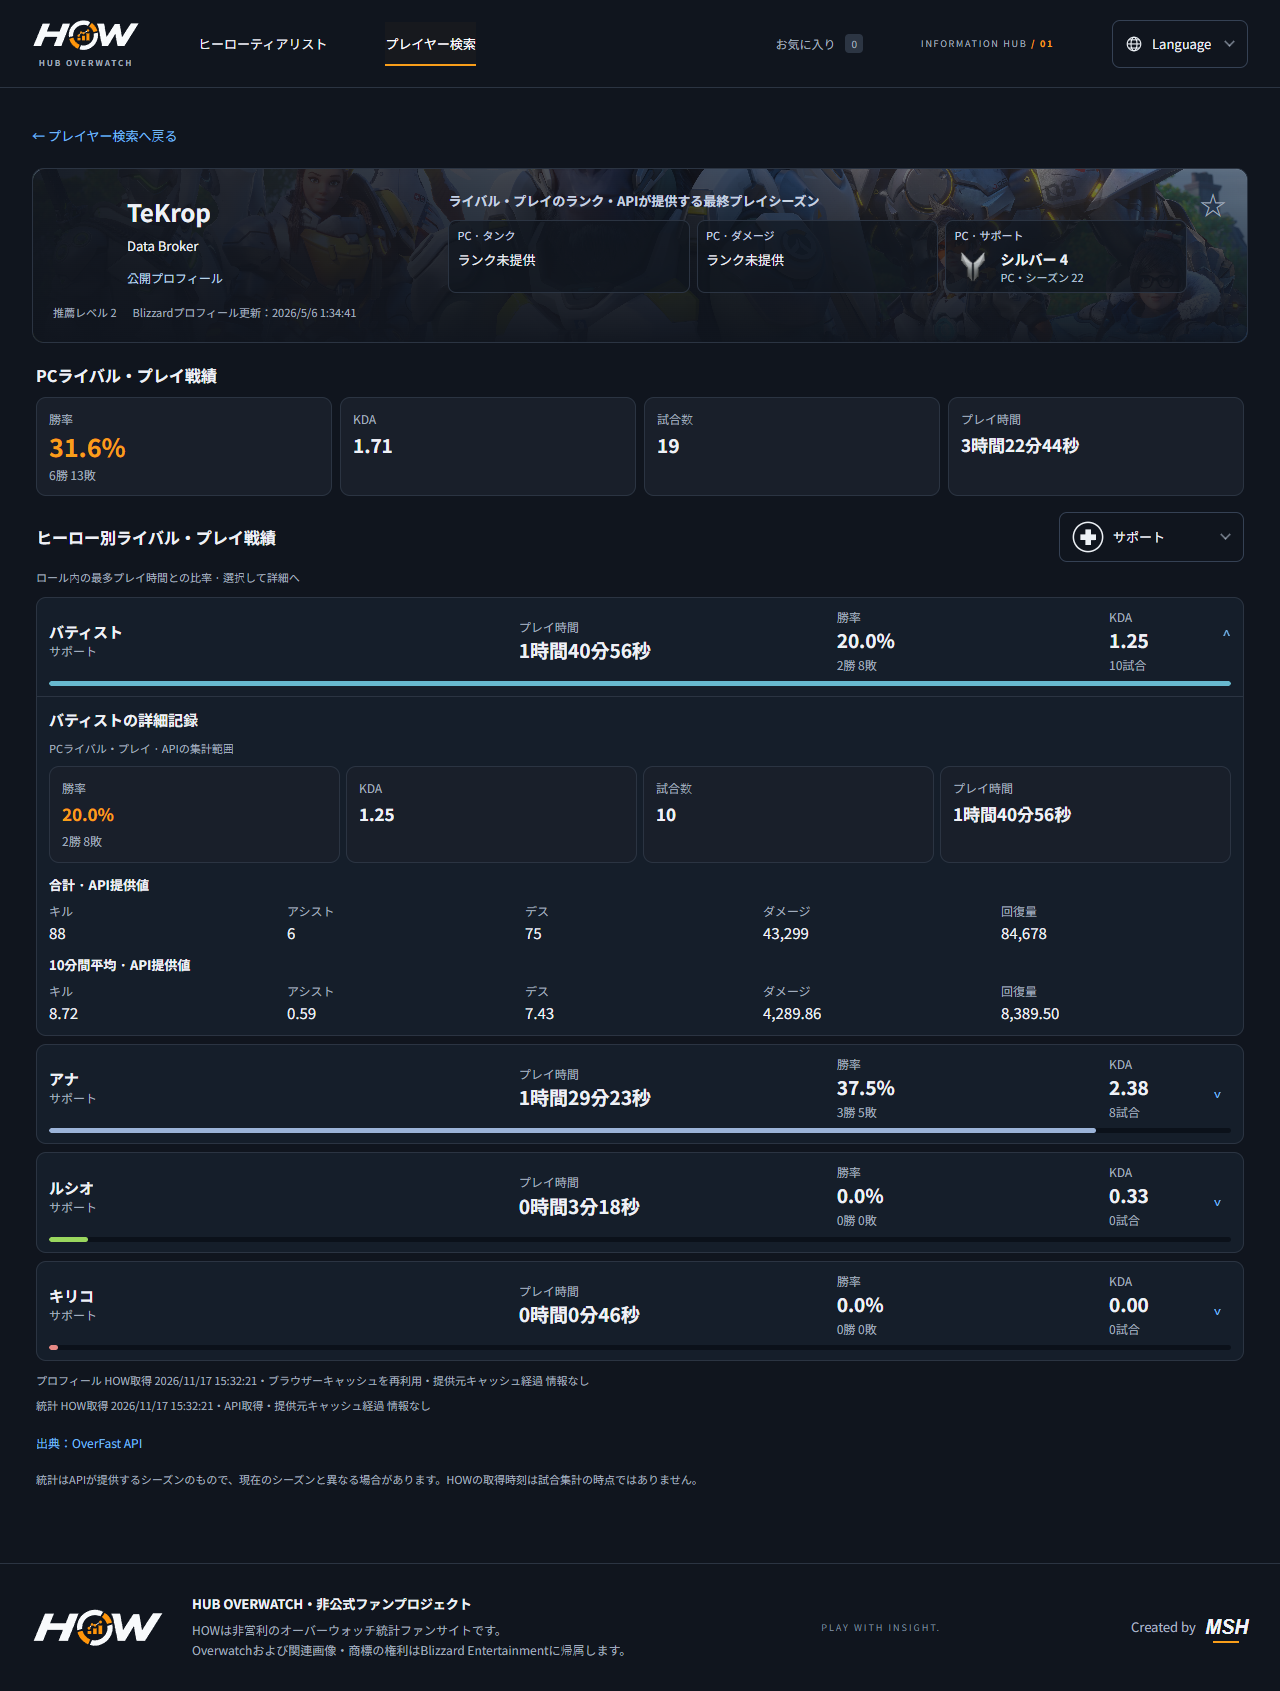 HOW
HUB OVERWATCH
ヒーローティアリスト
プレイヤー検索
お気に入り 0
INFORMATION HUB / 01
Language
← プレイヤー検索へ戻る
TeKrop
Data Broker
公開プロフィール
推薦レベル 2 Blizzardプロフィール更新：2026/5/6 1:34:41
ライバル・プレイのランク・APIが提供する最終プレイシーズン
PC · タンク
ランク未提供
PC · ダメージ
ランク未提供
PC · サポート
シルバー 4
PC・シーズン 22
PCライバル・プレイ戦績
勝率
31.6%
6勝 13敗
KDA
1.71
試合数
19
プレイ時間
3時間22分44秒
ヒーロー別ライバル・プレイ戦績
サポート
ロール内の最多プレイ時間との比率 · 選択して詳細へ
バティスト
サポート
プレイ時間
1時間40分56秒
勝率
20.0%
2勝 8敗
KDA
1.25
10試合
バティストの詳細記録
PCライバル・プレイ · APIの集計範囲
勝率
20.0%
2勝 8敗
KDA
1.25
試合数
10
プレイ時間
1時間40分56秒
合計 · API提供値
キル アシスト デス ダメージ 回復量
88 6 75 43,299 84,678
10分間平均 · API提供値
キル アシスト デス ダメージ 回復量
8.72 0.59 7.43 4,289.86 8,389.50
アナ
サポート
プレイ時間
1時間29分23秒
勝率
37.5%
3勝 5敗
KDA
2.38
8試合
ルシオ
サポート
プレイ時間
0時間3分18秒
勝率
0.0%
0勝 0敗
KDA
0.33
0試合
キリコ
サポート
プレイ時間
0時間0分46秒
勝率
0.0%
0勝 0敗
KDA
0.00
0試合
プロフィール HOW取得 2026/11/17 15:32:21・ブラウザーキャッシュを再利用・提供元キャッシュ経過 情報なし
統計 HOW取得 2026/11/17 15:32:21・API取得・提供元キャッシュ経過 情報なし
出典：OverFast API
統計はAPIが提供するシーズンのもので、現在のシーズンと異なる場合があります。HOWの取得時刻は試合集計の時点ではありません。
HOW
HUB OVERWATCH・非公式ファンプロジェクト
HOWは非営利のオーバーウォッチ統計ファンサイトです。
Overwatchおよび関連画像・商標の権利はBlizzard Entertainmentに帰属します。
PLAY WITH INSIGHT.
Created by MSH